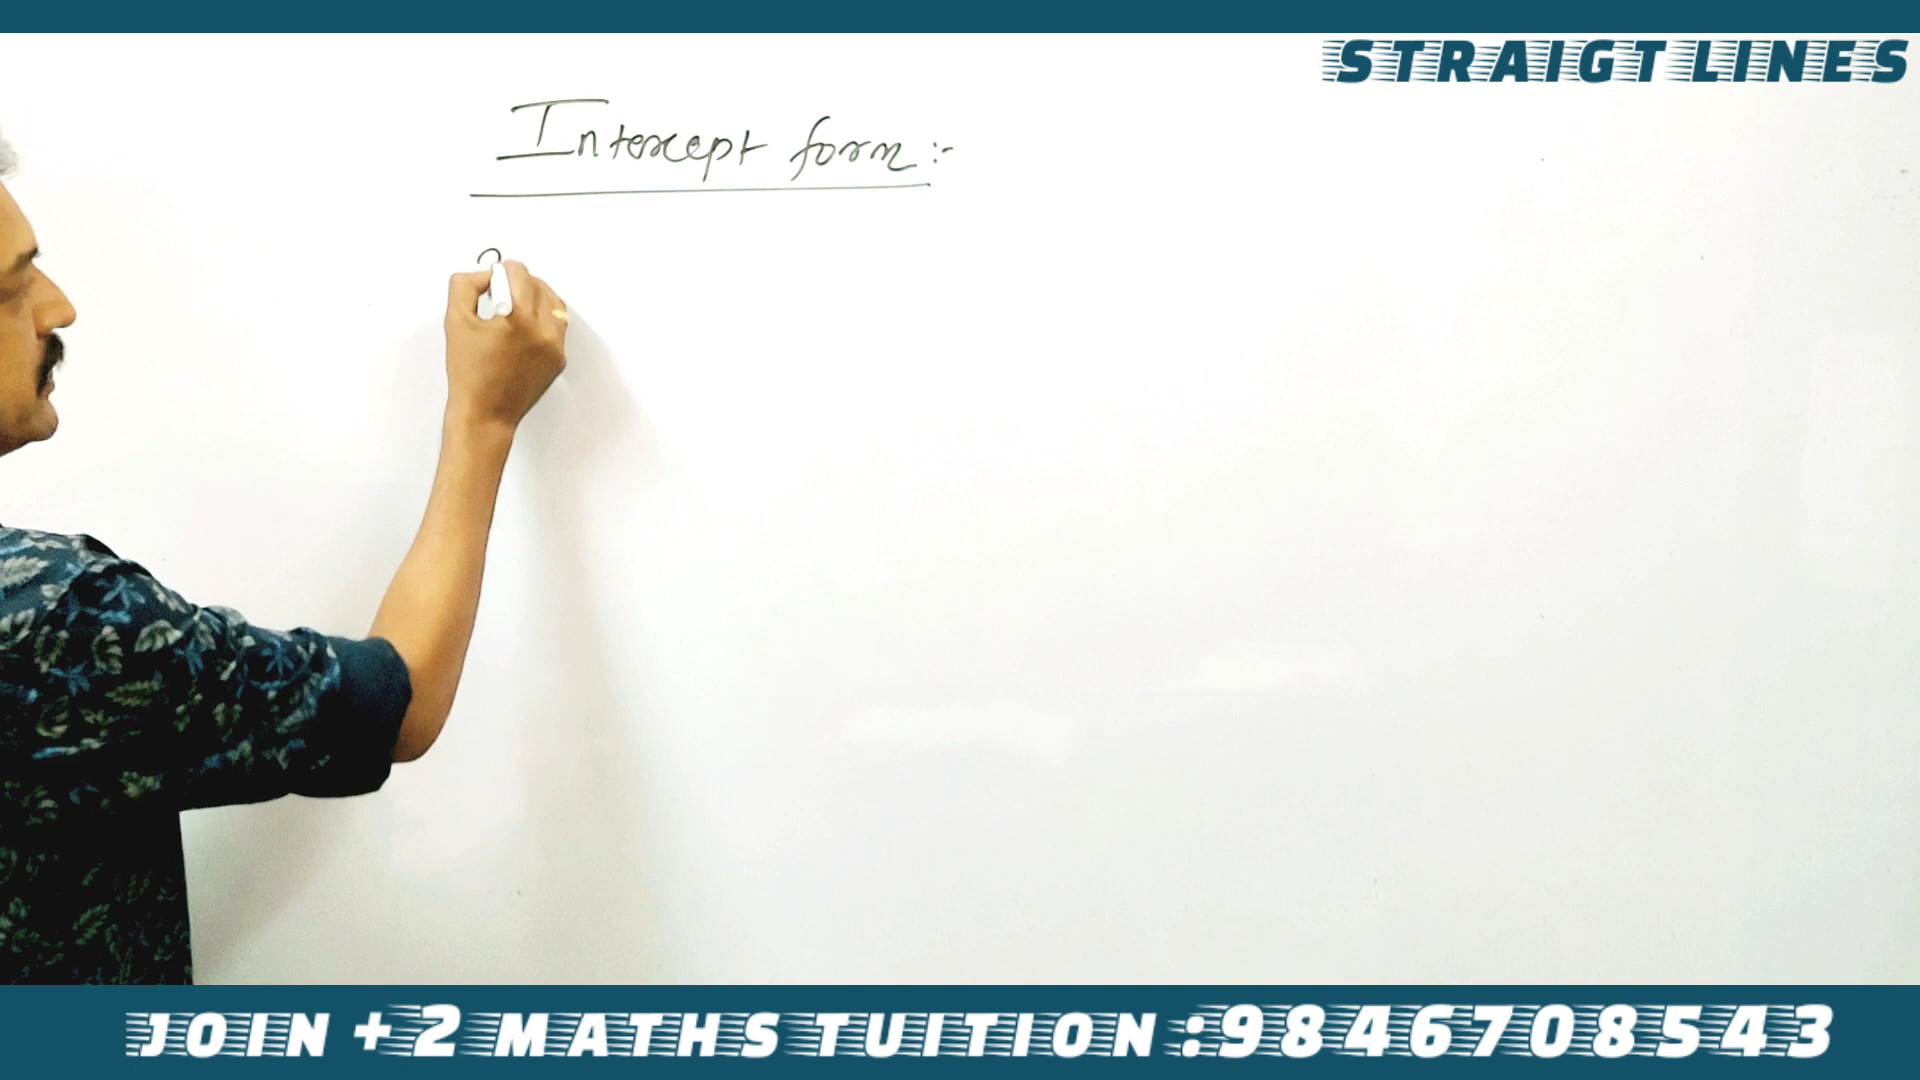 STRAIGT LINES
Intercept form:-
JOIN +2 MATHS TUITION :9846708543